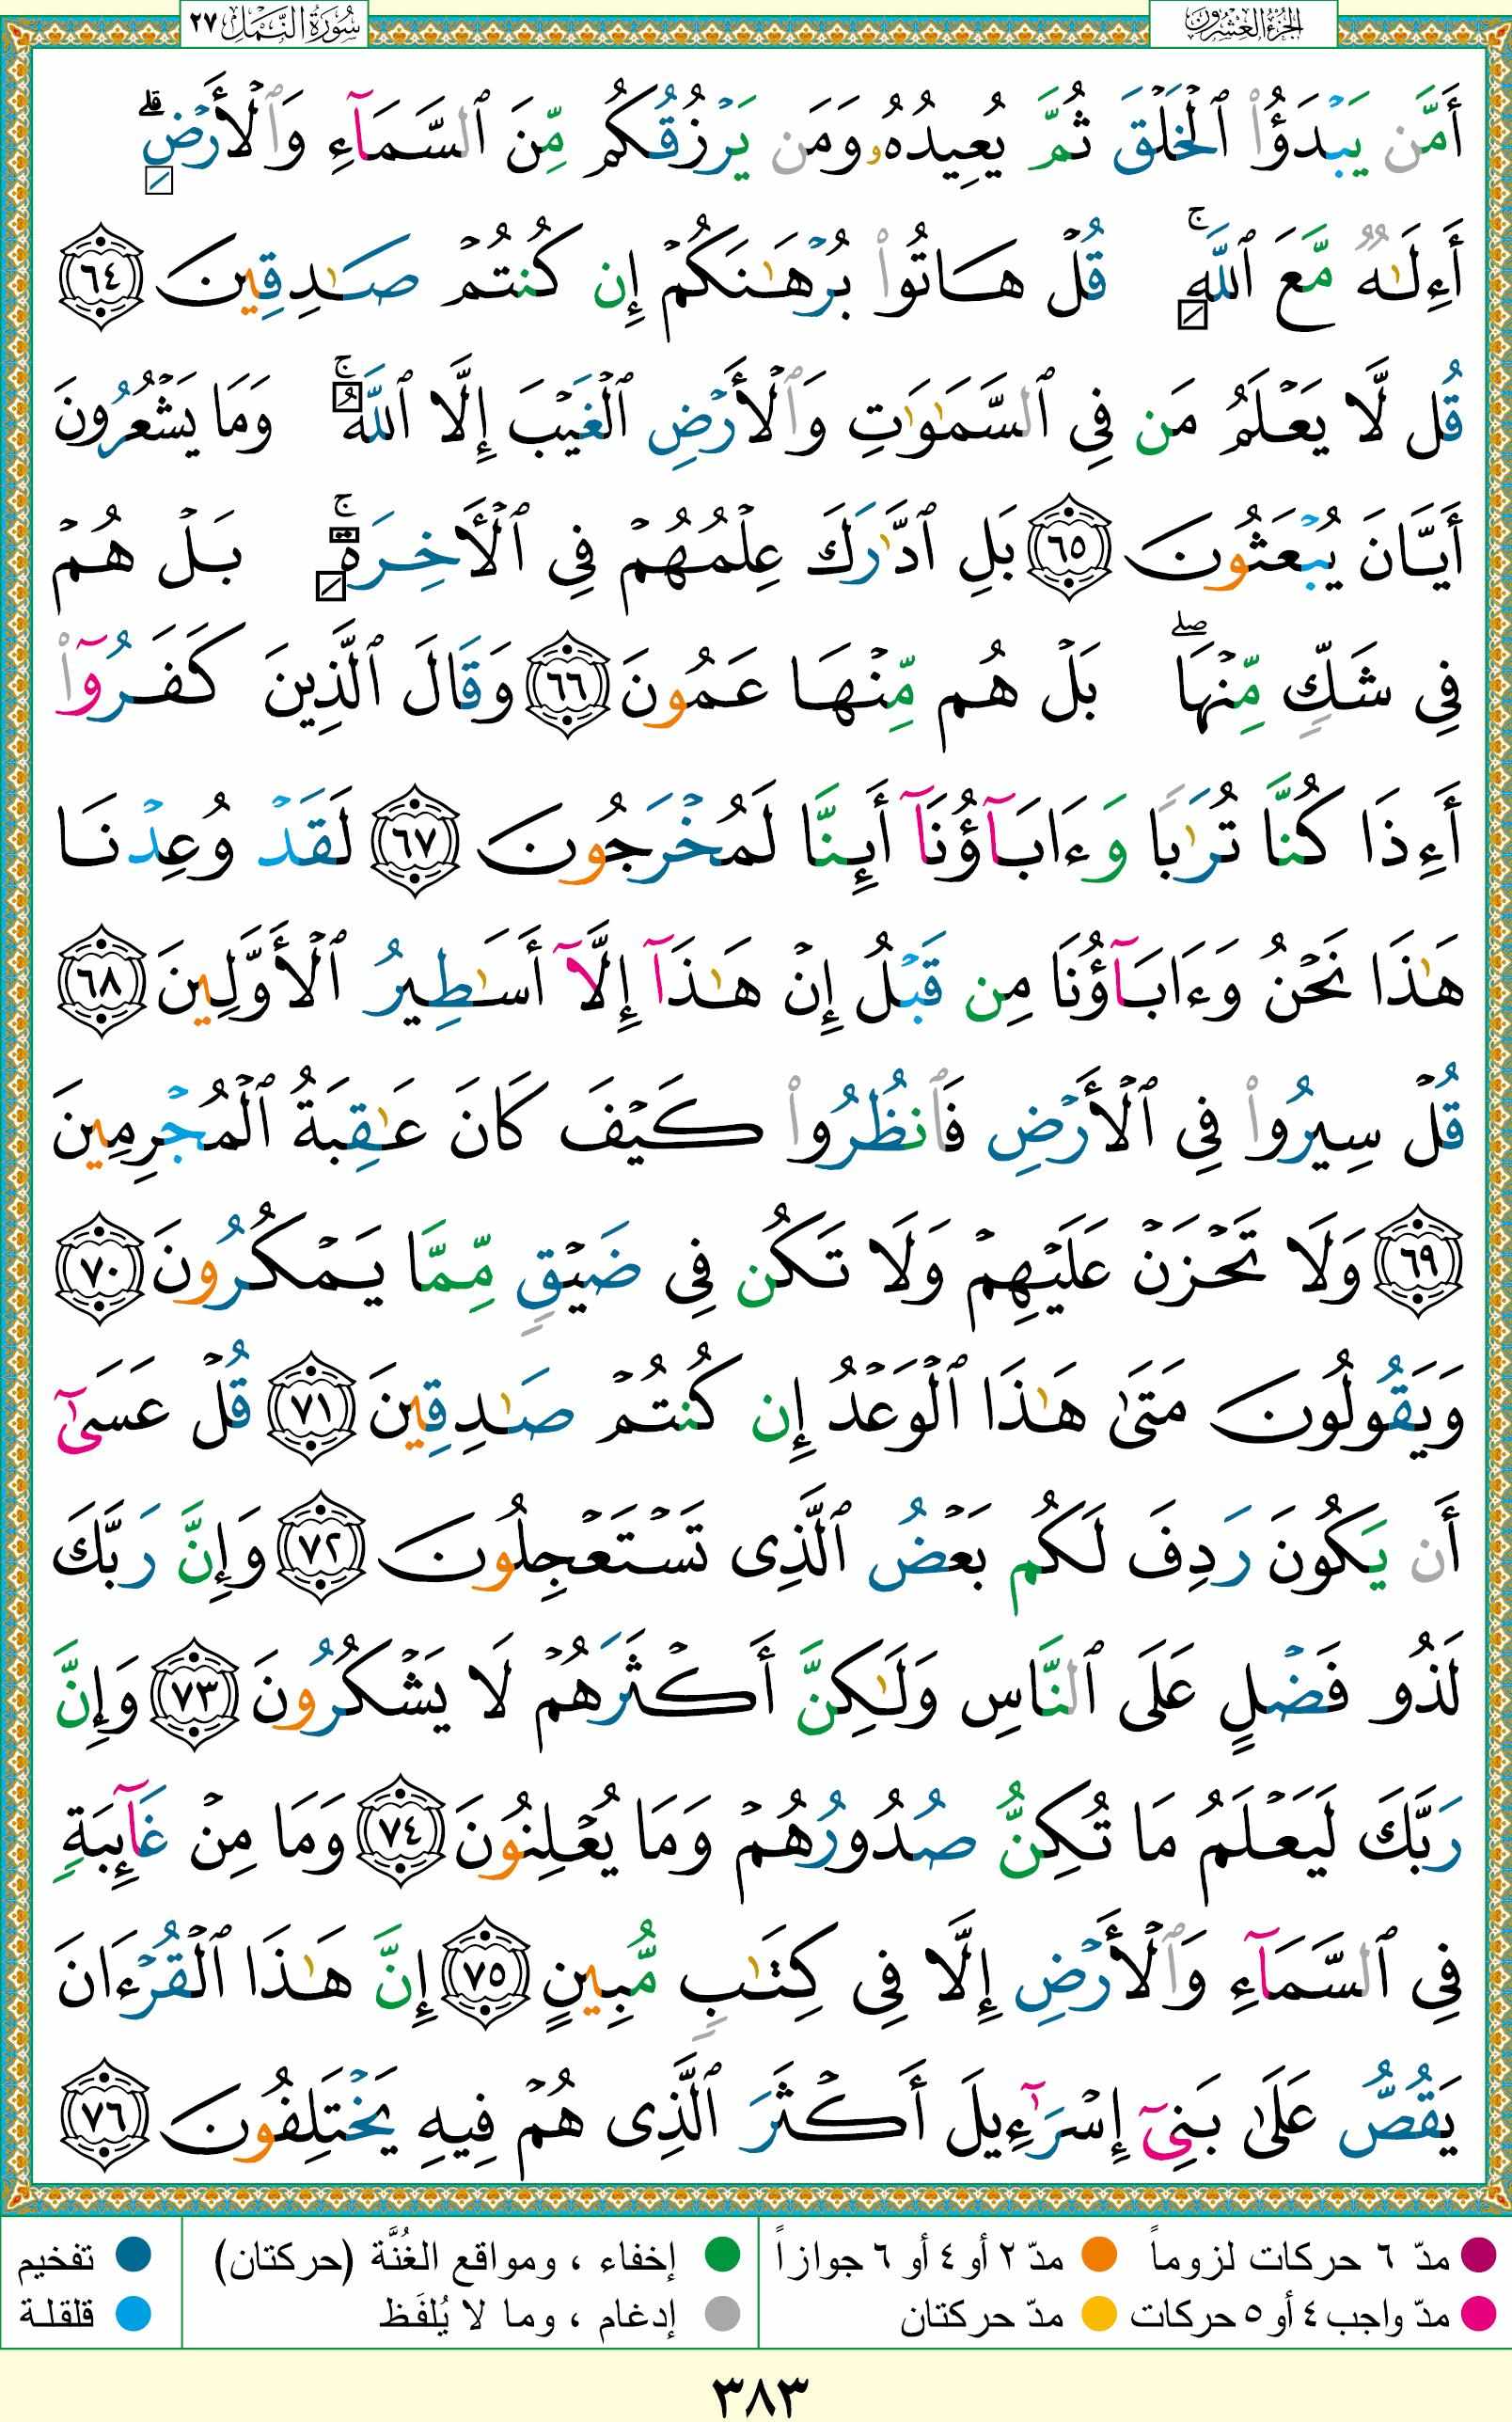 الجزء العشرون
سورة النمل ٢٧
أَمَّن يَبۡدَؤُاْ ٱلۡخَلۡقَ ثُمَّ يُعِيدُهُۥ وَمَن يَرۡزُقُكُم مِّنَ ٱلسَّمَآءِ وَٱلۡأَرۡضِۗ
أَءِلَٰهٞ مَّعَ ٱللَّهِۚ قُلۡ هَاتُواْ بُرۡهَٰنَكُمۡ إِن كُنتُمۡ صَٰدِقِينَ ٦٤
قُل لَّا يَعۡلَمُ مَن فِي ٱلسَّمَٰوَٰتِ وَٱلۡأَرۡضِ ٱلۡغَيۡبَ إِلَّا ٱللَّهُۚ وَمَا يَشۡعُرُونَ
أَيَّانَ يُبۡعَثُونَ ٦٥ بَلِ ٱدَّٰرَكَ عِلۡمُهُمۡ فِي ٱلۡأٓخِرَةِۚ بَلۡ هُمۡ
فِي شَكّٖ مِّنۡهَاۖ بَلۡ هُم مِّنۡهَا عَمُونَ ٦٦ وَقَالَ ٱلَّذِينَ كَفَرُوٓاْ
أَءِذَا كُنَّا تُرَٰبٗا وَءَابَآؤُنَآ أَئِنَّا لَمُخۡرَجُونَ ٦٧ لَقَدۡ وُعِدۡنَا
هَٰذَا نَحۡنُ وَءَابَآؤُنَا مِن قَبۡلُ إِنۡ هَٰذَآ إِلَّآ أَسَٰطِيرُ ٱلۡأَوَّلِينَ ٦٨
قُلۡ سِيرُواْ فِي ٱلۡأَرۡضِ فَٱنظُرُواْ كَيۡفَ كَانَ عَٰقِبَةُ ٱلۡمُجۡرِمِينَ
٦٩ وَلَا تَحۡزَنۡ عَلَيۡهِمۡ وَلَا تَكُن فِي ضَيۡقٖ مِّمَّا يَمۡكُرُونَ ٧٠
وَيَقُولُونَ مَتَىٰ هَٰذَا ٱلۡوَعۡدُ إِن كُنتُمۡ صَٰدِقِينَ ٧١ قُلۡ عَسَىٰٓ
أَن يَكُونَ رَدِفَ لَكُم بَعۡضُ ٱلَّذِي تَسۡتَعۡجِلُونَ ٧٢ وَإِنَّ رَبَّكَ
لَذُو فَضۡلٍ عَلَى ٱلنَّاسِ وَلَٰكِنَّ أَكۡثَرَهُمۡ لَا يَشۡكُرُونَ ٧٣ وَإِنَّ
رَبَّكَ لَيَعۡلَمُ مَا تُكِنُّ صُدُورُهُمۡ وَمَا يُعۡلِنُونَ ٧٤ وَمَا مِنۡ غَآئِبَةٖ
فِي ٱلسَّمَآءِ وَٱلۡأَرۡضِ إِلَّا فِي كِتَٰبٖ مُّبِينٍ ٧٥ إِنَّ هَٰذَا ٱلۡقُرۡءَانَ
يَقُصُّ عَلَىٰ بَنِيٓ إِسۡرَٰٓءِيلَ أَكۡثَرَ ٱلَّذِي هُمۡ فِيهِ يَخۡتَلِفُونَ ٧٦
مدّ ٦ حركات لزوماً مدّ ٢ أو ٤ أو ٦ جوازاً إخفاء ، ومواقع الغُنَّة (حركتان) تفخيم
مدّ واجب ٤ أو ٥ حركات مدّ حركتان إدغام ، وما لا يُلفَظ قلقلة
٣٨٣